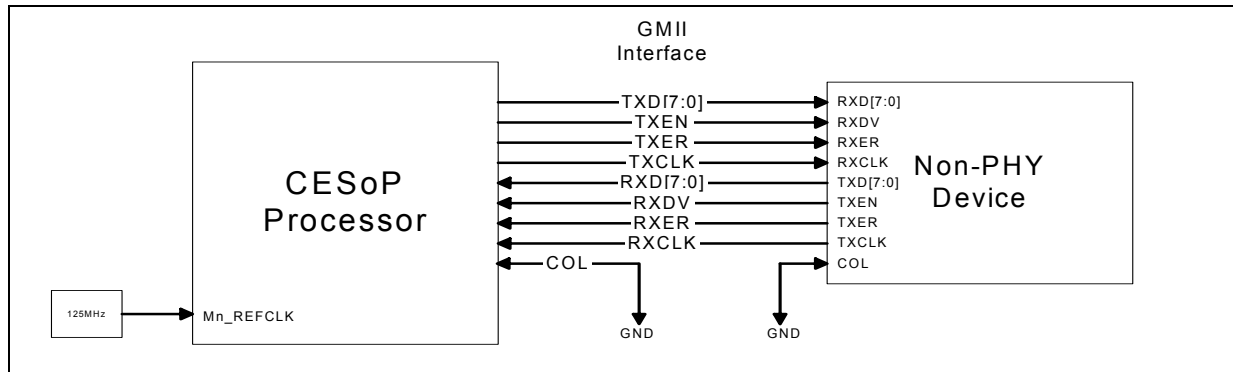 GMII
Interface
CESoP
Processor
TXD[7:0]
TXEN
TXER
TXCLK
RXD[7:0]
RXDV
RXER
RXCLK
COL
RXD[7:0]
RXDV
RXER
RXCLK
TXD[7:0]
TXEN
TXER
TXCLK
COL
Non-PHY
Device
125MHz
Mn_REFCLK
GND
GND